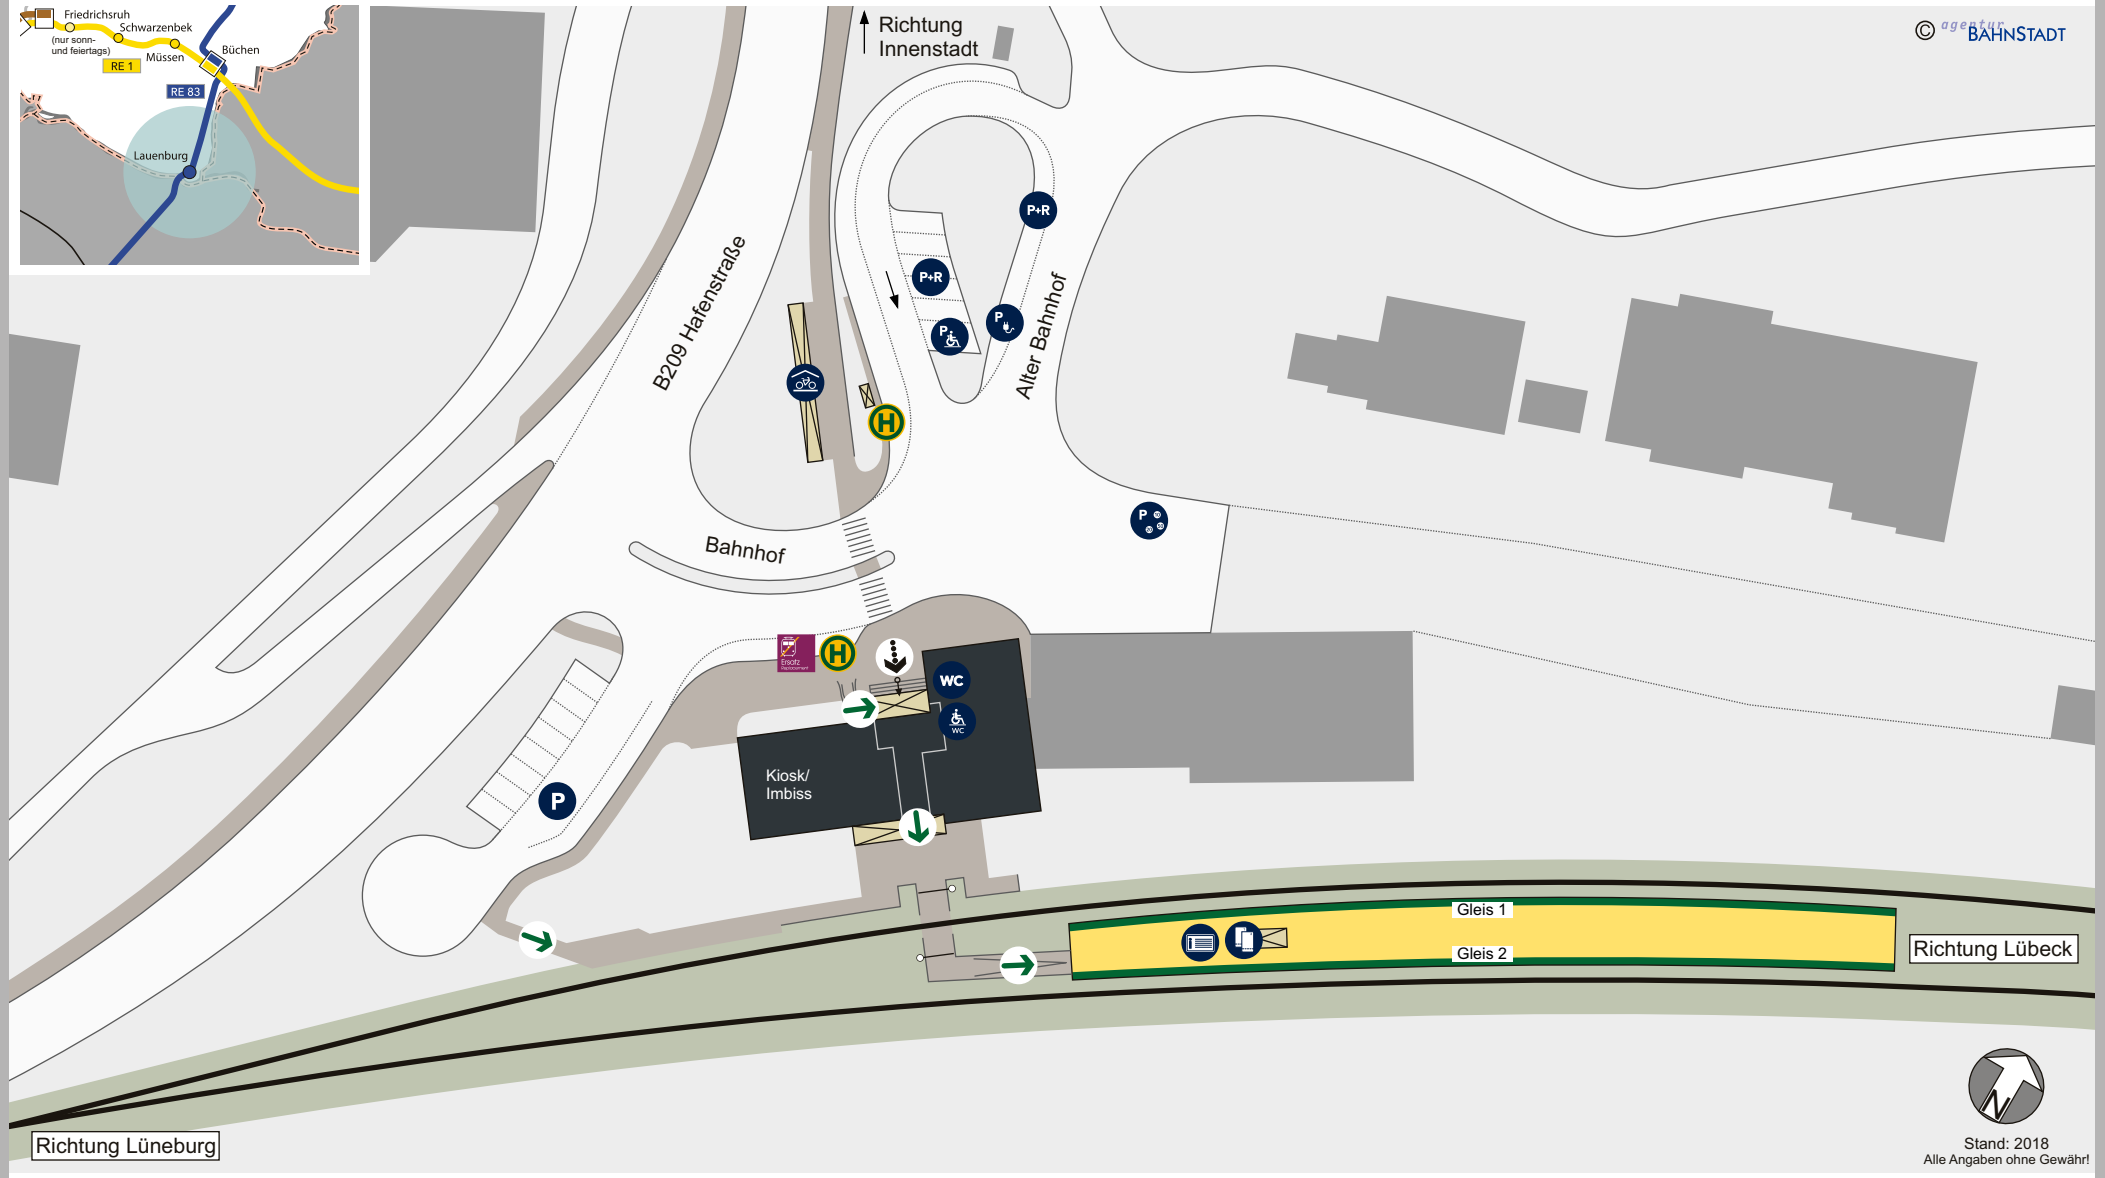 Friedrichsruh
(nur sonn-
und feiertags)
Schwarzenbek
Müssen
Büchen
RE 1
RE 83
Lauenburg
Richtung
Innenstadt
© agentur
BAHNSTADT
B209 Hafenstraße
Alter Bahnhof
P+R
P+R
P
P
H
P
Bahnhof
Ersatz
H
WC
WC
Kiosk/
Imbiss
P
Gleis 1
Gleis 2
Richtung Lübeck
Richtung Lüneburg
N
Stand: 2018
Alle Angaben ohne Gewähr!